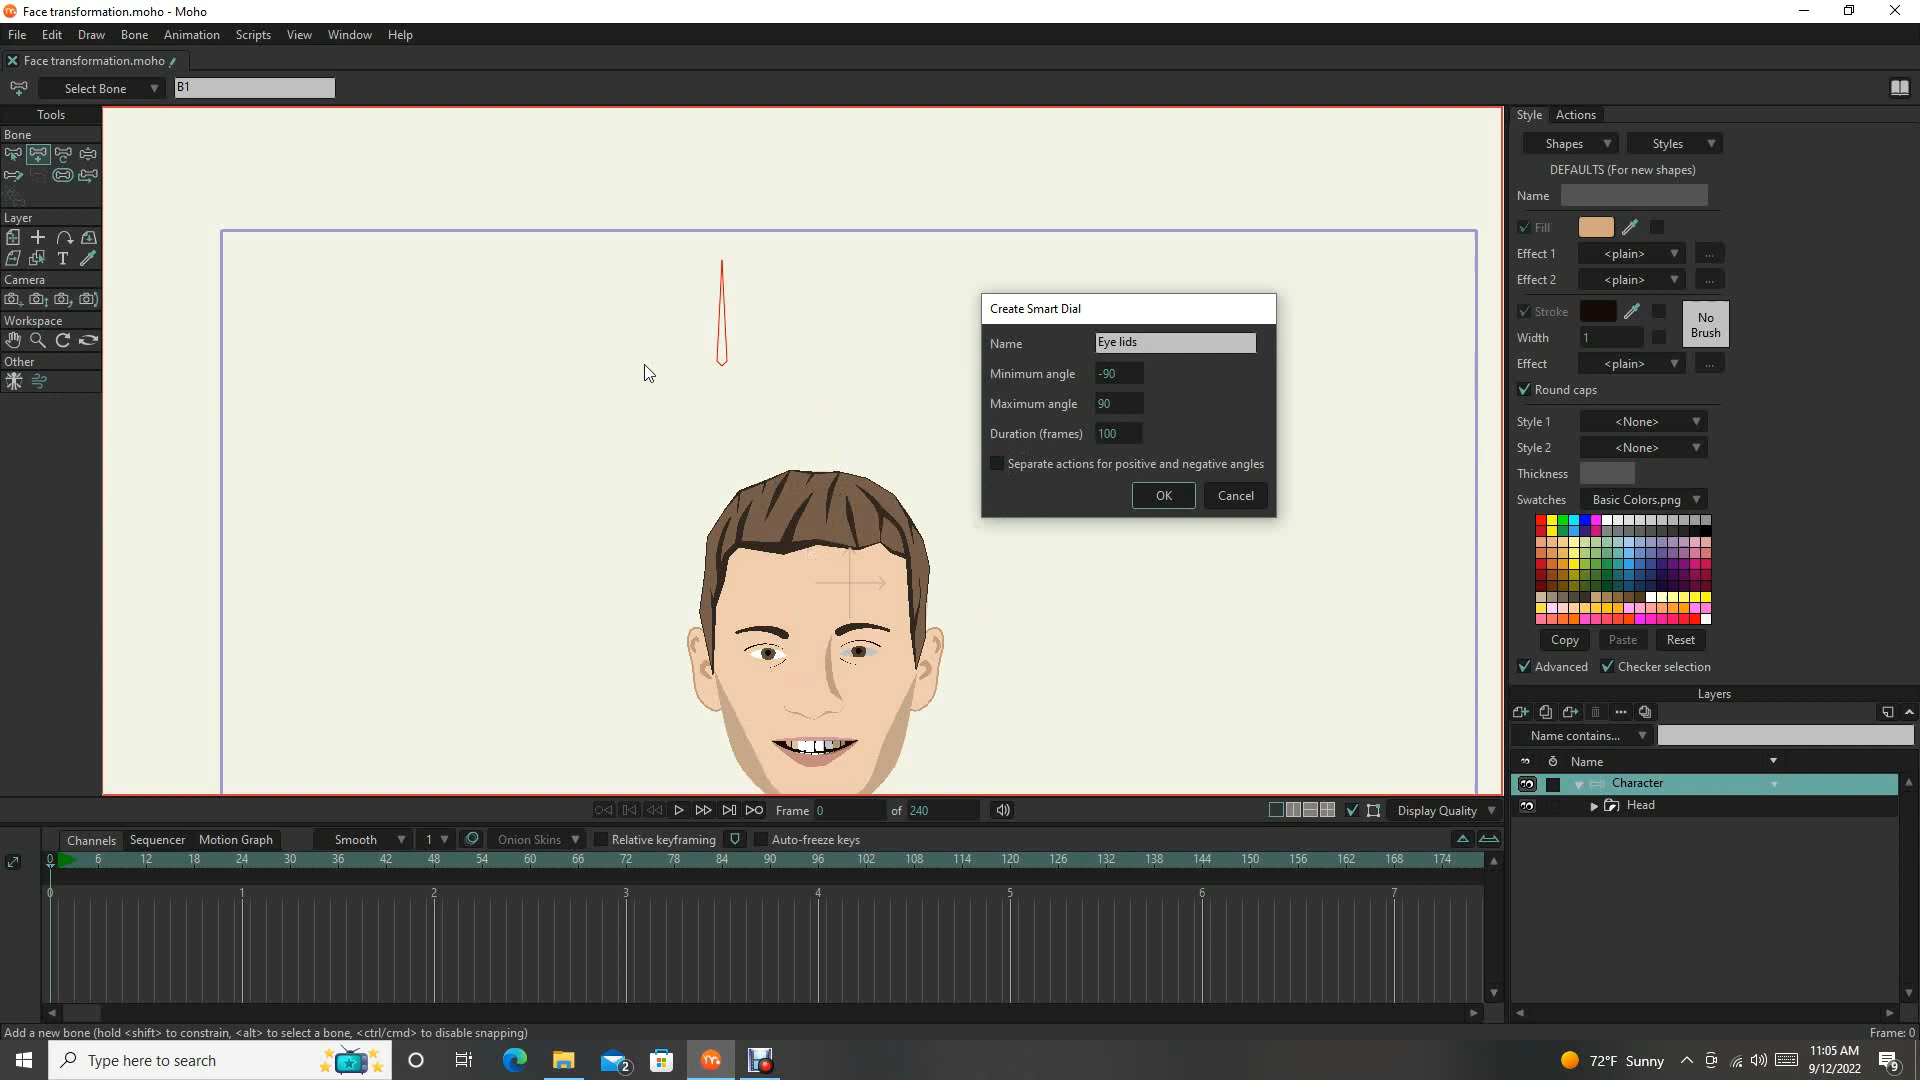 Face transformation.moho - Moho
File Edit Draw Bone Animation Scripts View Window Help
Face transformation.moho
Select Bone B1
Tools
Bone
Layer
Camera
Workspace
Other
Create Smart Dial
Name Eye lids
Minimum angle -90
Maximum angle 90
Duration (frames) 100
Separate actions for positive and negative angles
OK Cancel
Style Actions
Shapes Styles
DEFAULTS (For new shapes)
Name
Fill
Effect 1 <plain> ...
Effect 2 <plain> ...
Stroke
No Brush
Width 1
Effect <plain> ...
Round caps
Style 1 <None>
Style 2 <None>
Thickness
Swatches Basic Colors.png
Copy Paste Reset
Advanced Checker selection
Layers
Name contains...
Name
Character
Head
Frame 0 of 240 Display Quality
Channels Sequencer Motion Graph Smooth 1 Onion Skins Relative keyframing Auto-freeze keys
0 6 12 18 24 30 36 42 48 54 60 66 72 78 84 90 96 102 108 114 120 126 132 138 144 150 156 162 168 174
0 1 2 3 4 5 6 7
Add a new bone (hold <shift> to constrain, <alt> to select a bone, <ctrl/cmd> to disable snapping)
Frame: 0
Type here to search
2
72°F Sunny
11:05 AM
9/12/2022
9